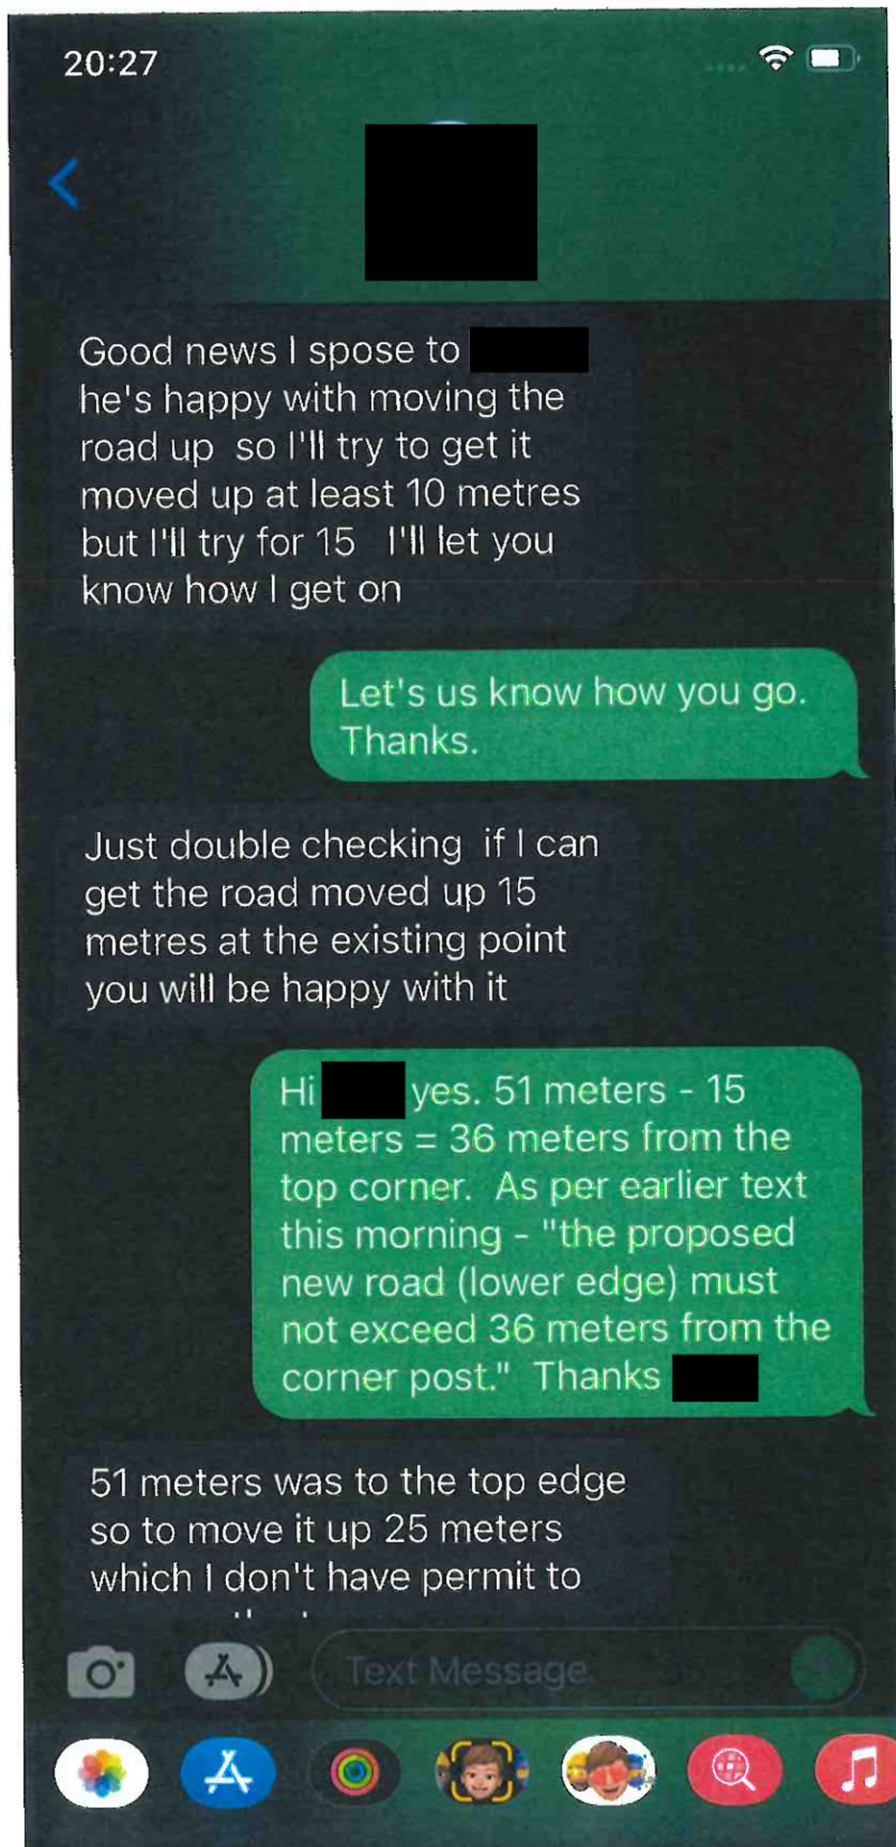 20:27
Good news I spose to
he's happy with moving the
road up  so I'll try to get it
moved up at least 10 metres
but I'll try for 15   I'll let you
know how I get on
Let's us know how you go.
Thanks.
Just double checking  if I can
get the road moved up 15
metres at the existing point
you will be happy with it
Hi yes. 51 meters - 15
meters = 36 meters from the
top corner.  As per earlier text
this morning - "the proposed
new road (lower edge) must
not exceed 36 meters from the
corner post."  Thanks
51 meters was to the top edge
so to move it up 25 meters
which I don't have permit to
Text Message